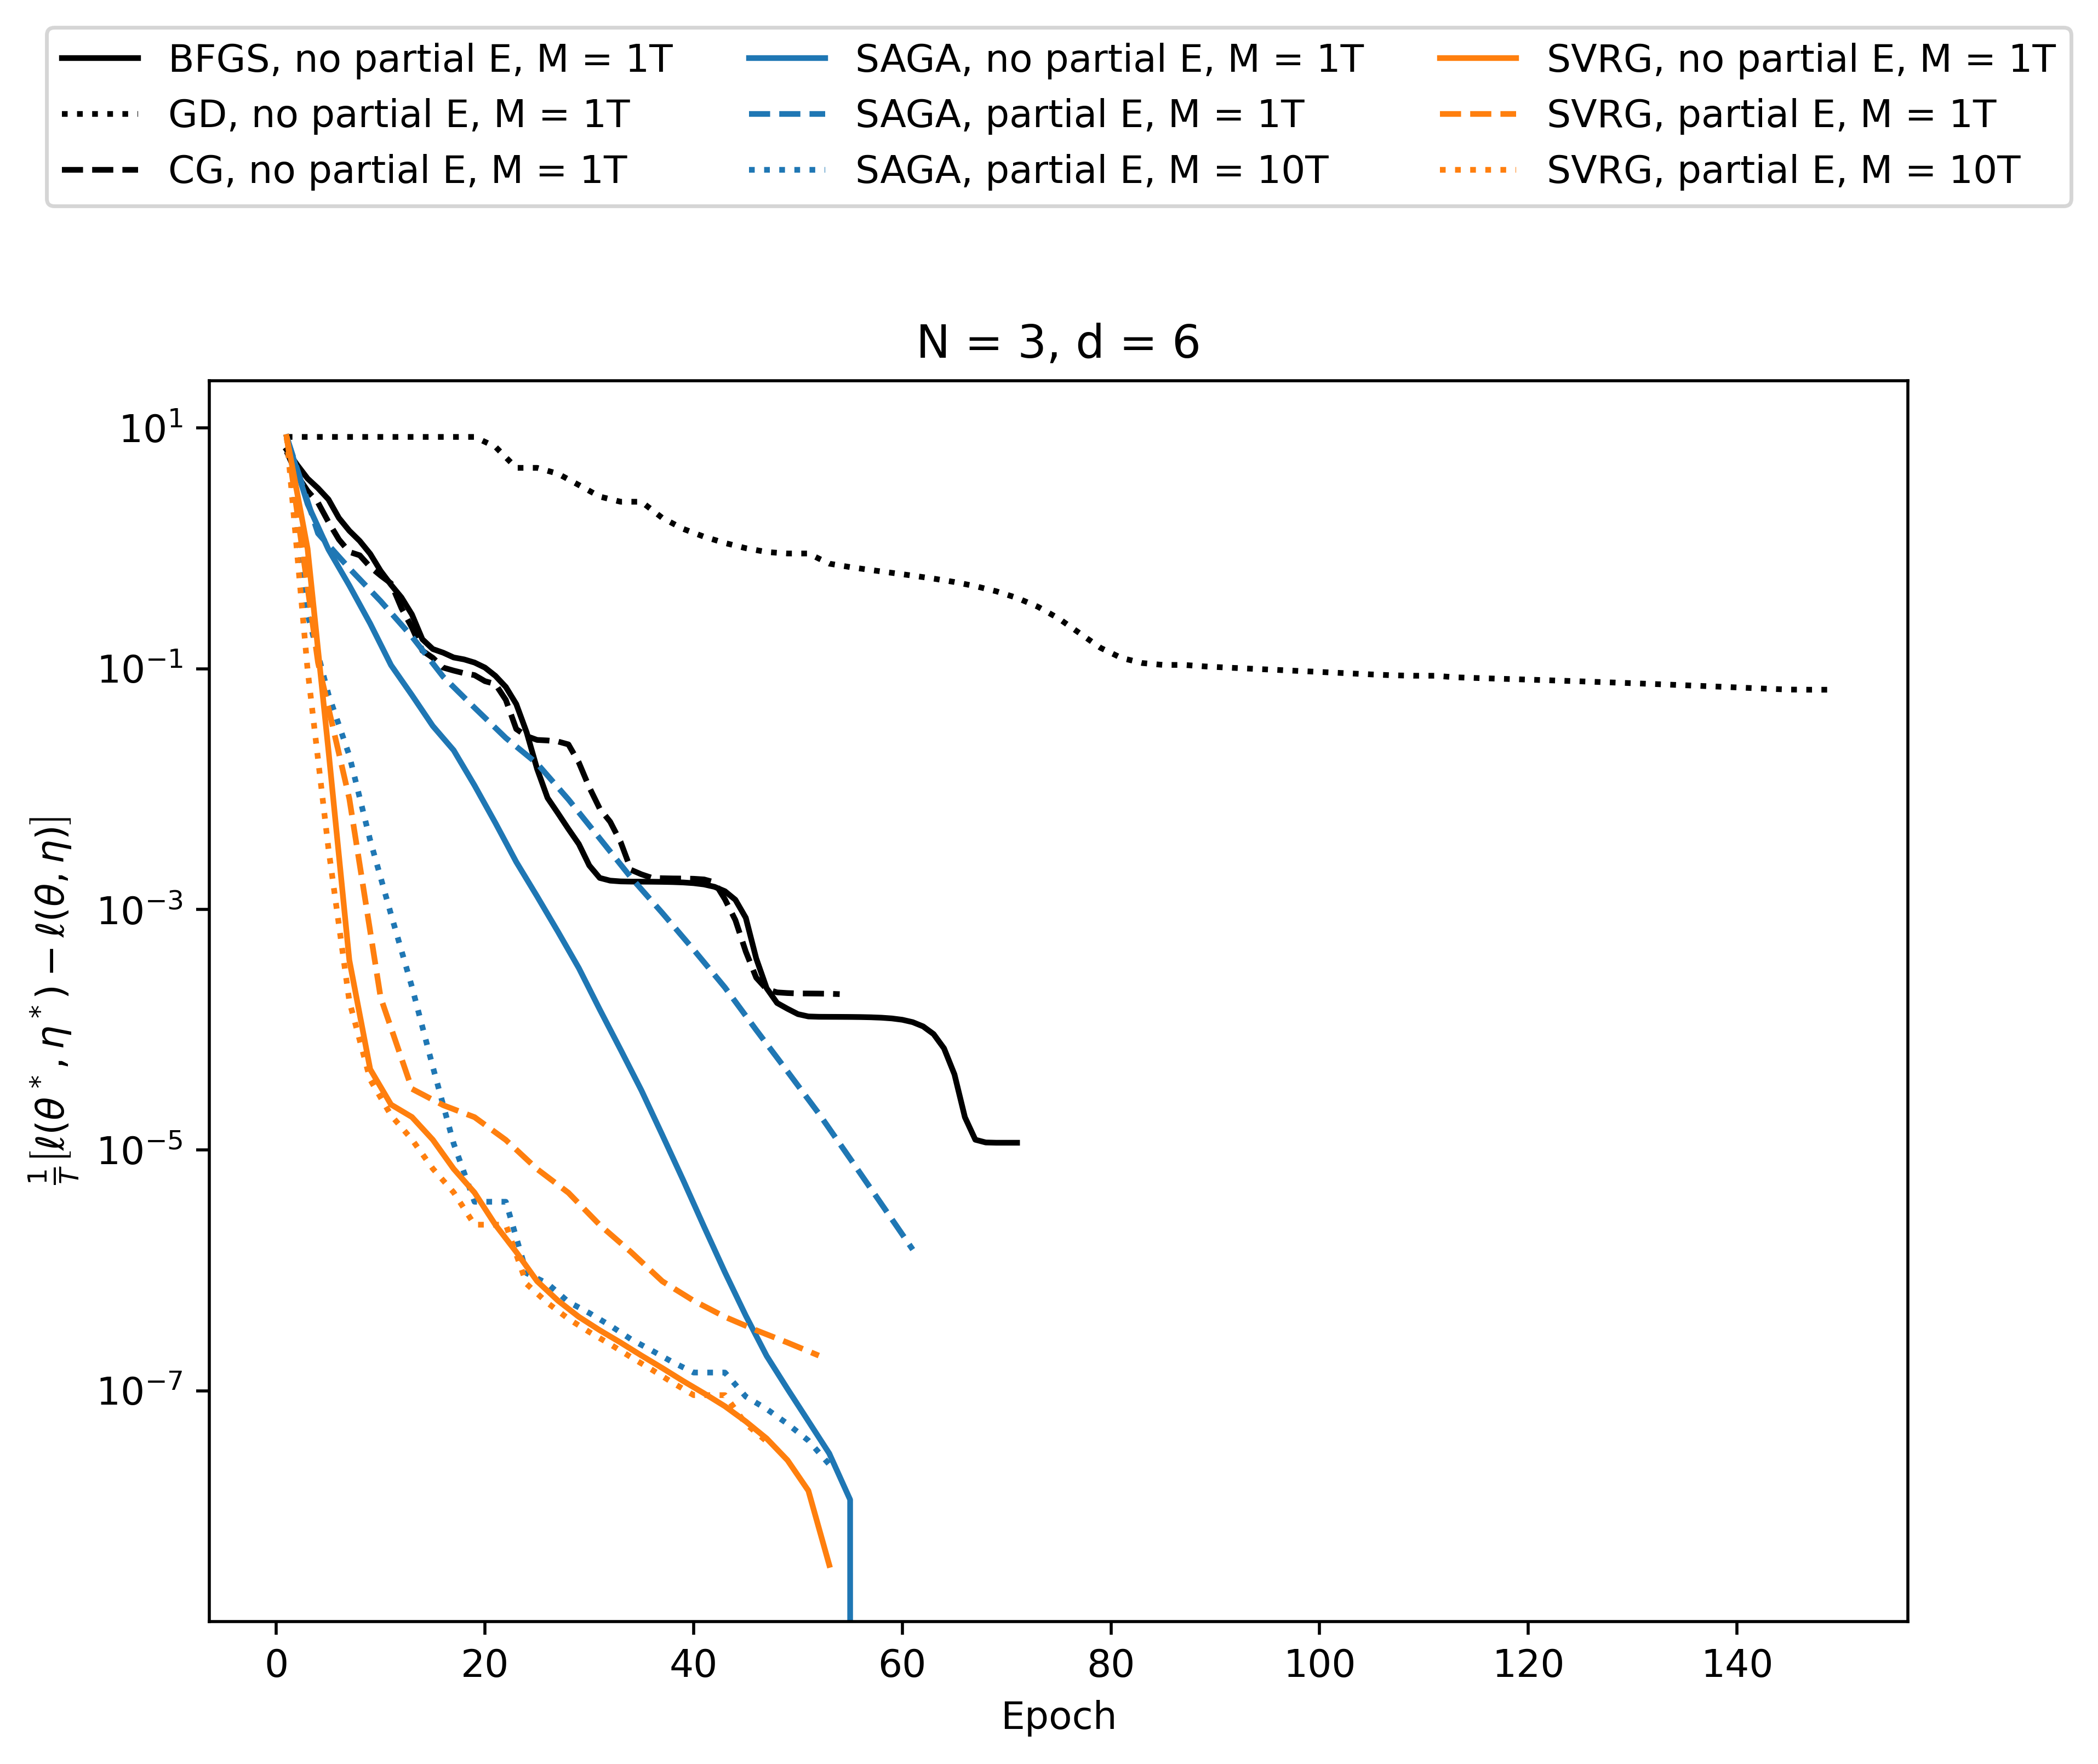 BFGS, no partial E, M = 1T
GD, no partial E, M = 1T
CG, no partial E, M = 1T
SAGA, no partial E, M = 1T
SAGA, partial E, M = 1T
SAGA, partial E, M = 10T
SVRG, no partial E, M = 1T
SVRG, partial E, M = 1T
SVRG, partial E, M = 10T
N = 3, d = 6
10¹
10⁻¹
10⁻³
10⁻⁵
10⁻⁷
1/T [ℓ(θ*, η*) − ℓ(θ, η)]
0 20 40 60 80 100 120 140
Epoch